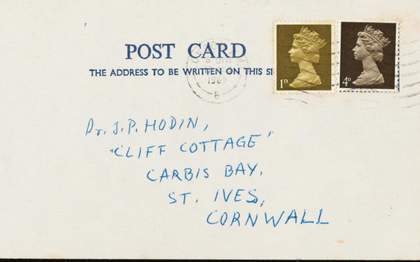 POST CARD
THE ADDRESS TO BE WRITTEN ON THIS SI
1D
4D
Dr. J.P. HODIN,
"CLIFF COTTAGE"
CARBIS BAY.
ST. IVES,
CORNWALL